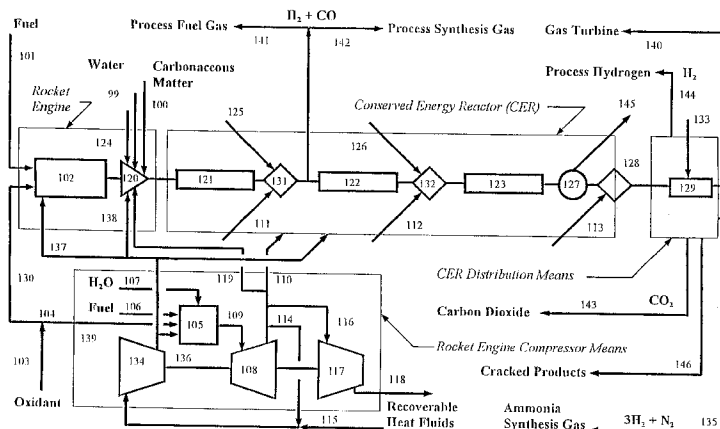 Fuel
H₂ + CO
Process Fuel Gas
141
142
Process Synthesis Gas
Gas Turbine
140
101
Water
Carbonaceous
Matter
99
100
Process Hydrogen
H₂
144
133
Rocket
Engine
125
Conserved Energy Reactor (CER)
145
124
126
128
102
120
121
131
122
132
123
127
129
138
111
112
113
137
130
119
110
CER Distribution Means
H₂O
107
104
Fuel
106
109
114
116
143
CO₂
Carbon Dioxide
105
139
Rocket Engine Compressor Means
103
134
136
108
117
146
118
Cracked Products
Oxidant
Recoverable
Heat Fluids
115
Ammonia
Synthesis Gas
3H₂ + N₂
135